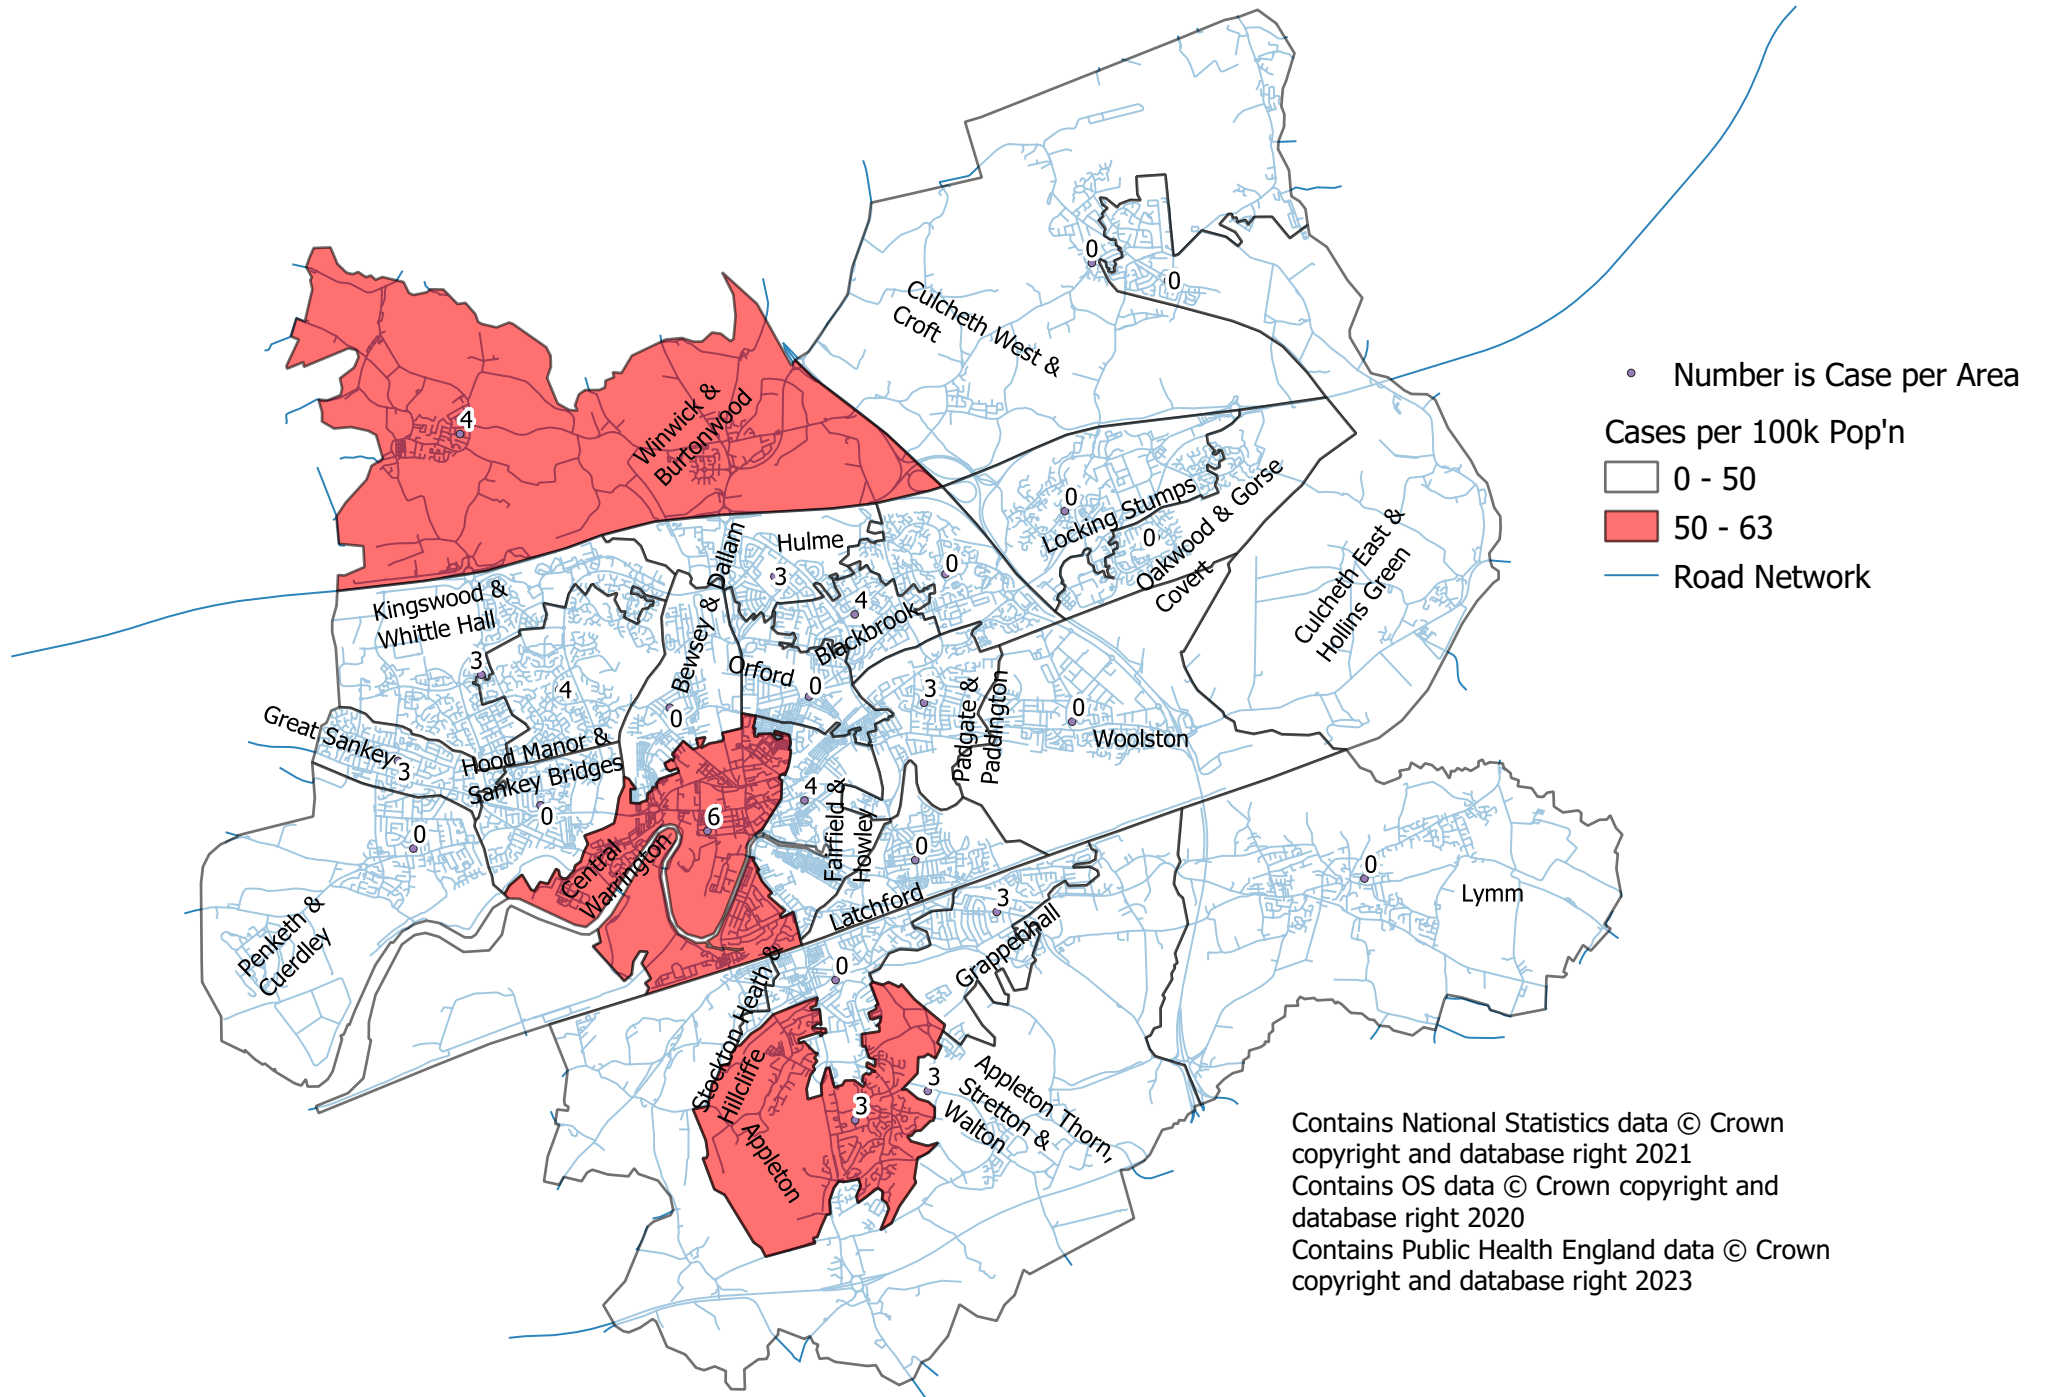 0
0
Culcheth West &
Croft
Number is Case per Area
Cases per 100k Pop'n
0 - 50
50 - 63
Road Network
4
Winwick &
Burtonwood
0
Locking Stumps
0
Oakwood & Gorse
Covert
Culcheth East &
Hollins Green
Hulme
3
0
4
Blackbrook
Bewsey & Dallam
0
Kingswood &
Whittle Hall
3
4
Orford
0
3
Padgate &
Paddington
0
Woolston
Great Sankey
3
Hood Manor &
Sankey Bridges
0
0
Penketh &
Cuerdley
6
Central
Warrington
4
Fairfield &
Howley
0
Latchford
3
Grappenhall
0
Lymm
0
Stockton Heath &
Hillcliffe
3
Appleton
3
Appleton Thorn,
Stretton &
Walton
Contains National Statistics data © Crown
copyright and database right 2021
Contains OS data © Crown copyright and
database right 2020
Contains Public Health England data © Crown
copyright and database right 2023